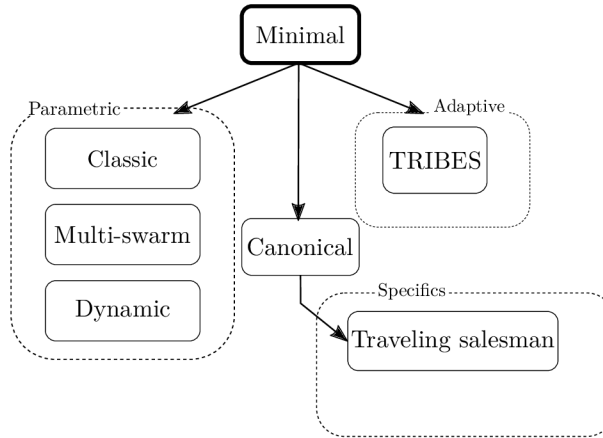 Minimal
Parametric
Adaptive
Classic
TRIBES
Multi-swarm
Canonical
Dynamic
Specifics
Traveling salesman